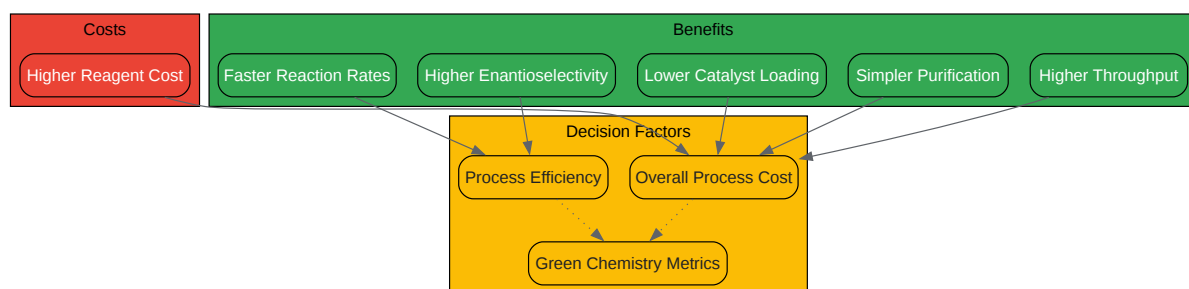 Costs
Benefits
Higher Reagent Cost
Faster Reaction Rates
Higher Enantioselectivity
Lower Catalyst Loading
Simpler Purification
Higher Throughput
Decision Factors
Process Efficiency
Overall Process Cost
Green Chemistry Metrics